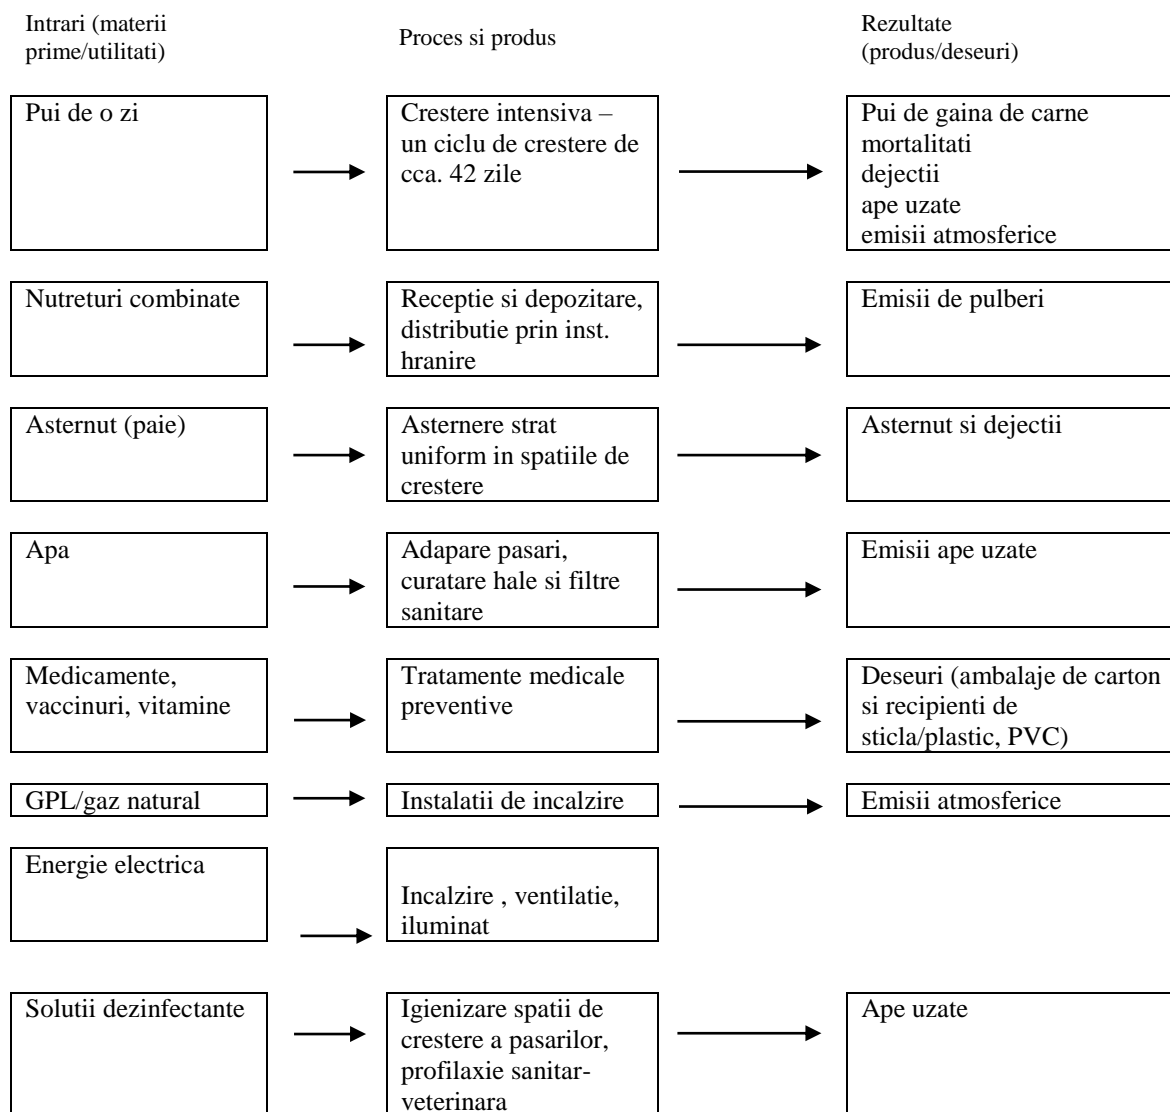 Intrari (materii
prime/utilitati)
Proces si produs
Rezultate
(produs/deseuri)
Pui de o zi
Crestere intensiva –
un ciclu de crestere de
cca. 42 zile
Pui de gaina de carne
mortalitati
dejectii
ape uzate
emisii atmosferice
Nutreturi combinate
Receptie si depozitare,
distributie prin inst.
hranire
Emisii de pulberi
Asternut (paie)
Asternere strat
uniform in spatiile de
crestere
Asternut si dejectii
Apa
Adapare pasari,
curatare hale si filtre
sanitare
Emisii ape uzate
Medicamente,
vaccinuri, vitamine
Tratamente medicale
preventive
Deseuri (ambalaje de carton
si recipienti de
sticla/plastic, PVC)
GPL/gaz natural
Instalatii de incalzire
Emisii atmosferice
Energie electrica
Incalzire , ventilatie,
iluminat
Solutii dezinfectante
Igienizare spatii de
crestere a pasarilor,
profilaxie sanitar-
veterinara
Ape uzate